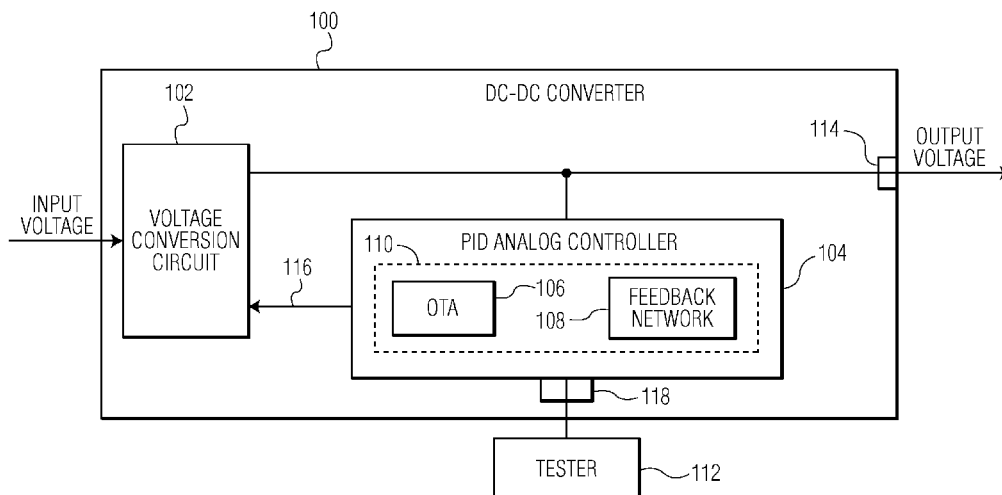 100
DC-DC CONVERTER
102
114
OUTPUT
VOLTAGE
INPUT
VOLTAGE
VOLTAGE
CONVERSION
CIRCUIT
PID ANALOG CONTROLLER
110
104
116
OTA
106
108
FEEDBACK
NETWORK
118
TESTER
112